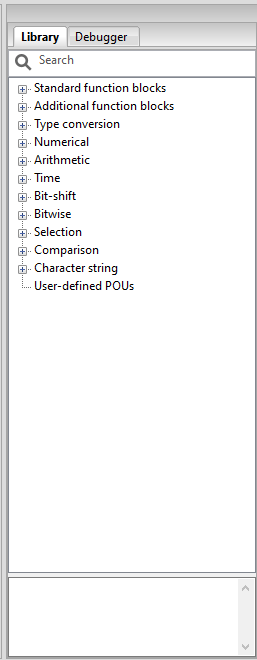 Library Debugger
Search
Standard function blocks
Additional function blocks
Type conversion
Numerical
Arithmetic
Time
Bit-shift
Bitwise
Selection
Comparison
Character string
User-defined POUs